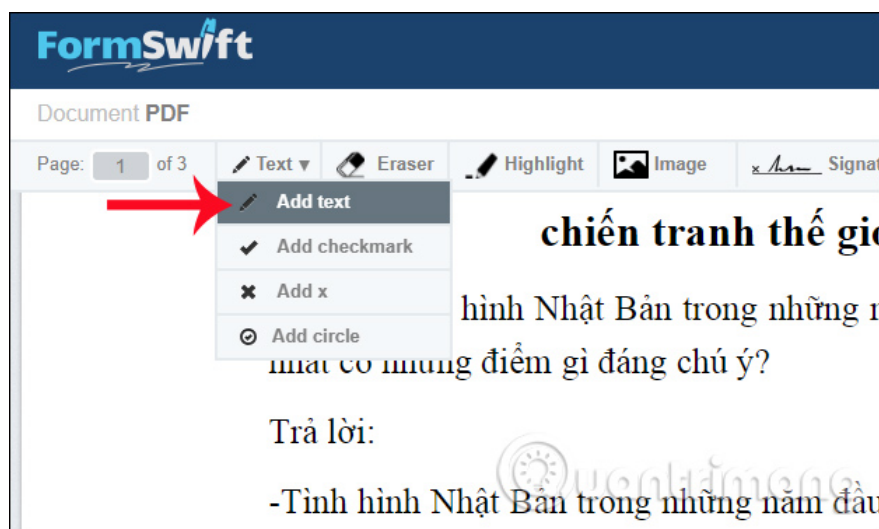 FormSwift
Document PDF
Page: 1 of 3 Text ▼ Eraser Highlight Image Signat
Add text
Add checkmark
Add x
Add circle
chiến tranh thế giớ
hình Nhật Bản trong những
nhất có những điểm gì đáng chú ý?
Trả lời:
Quantrimang
-Tình hình Nhật Bản trong những năm đầu